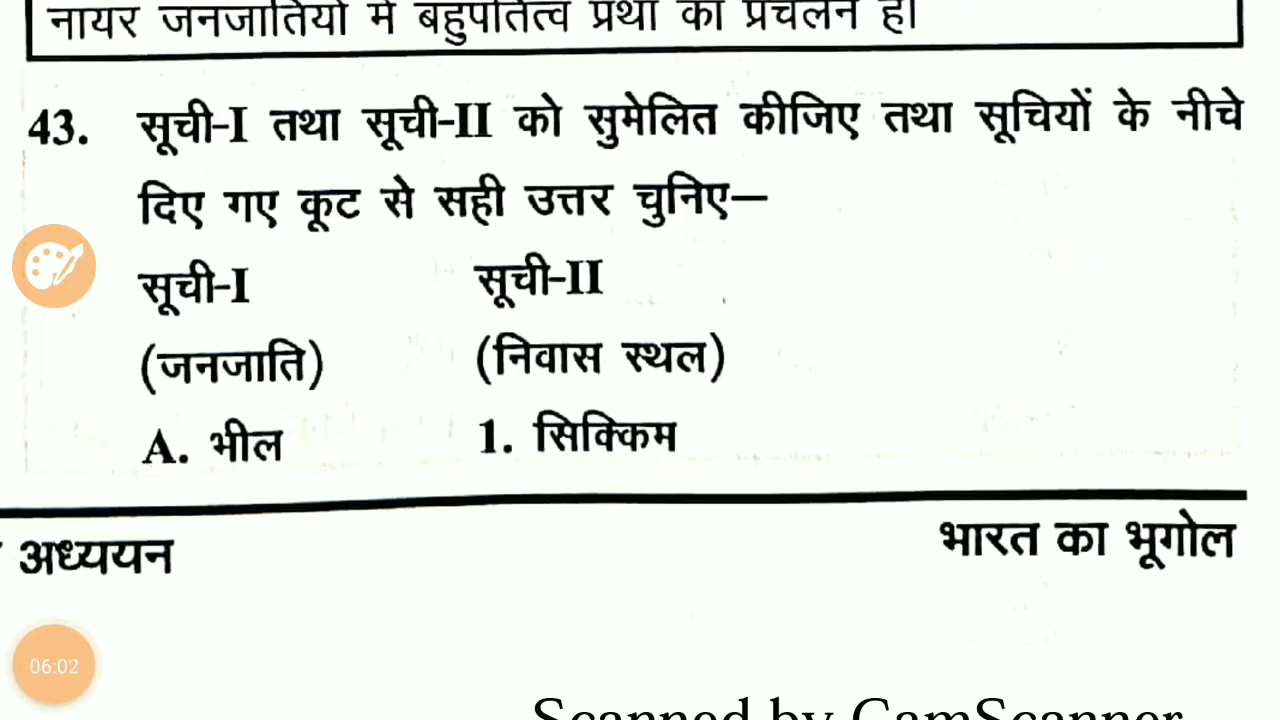 नायर जनजातियों में बहुपतित्व प्रथा का प्रचलन है।
43. सूची-I तथा सूची-II को सुमेलित कीजिए तथा सूचियों के नीचे
दिए गए कूट से सही उत्तर चुनिए—
सूची-I सूची-II
(जनजाति) (निवास स्थल)
A. भील 1. सिक्किम
अध्ययन भारत का भूगोल
06:02
Scanned by CamScanner